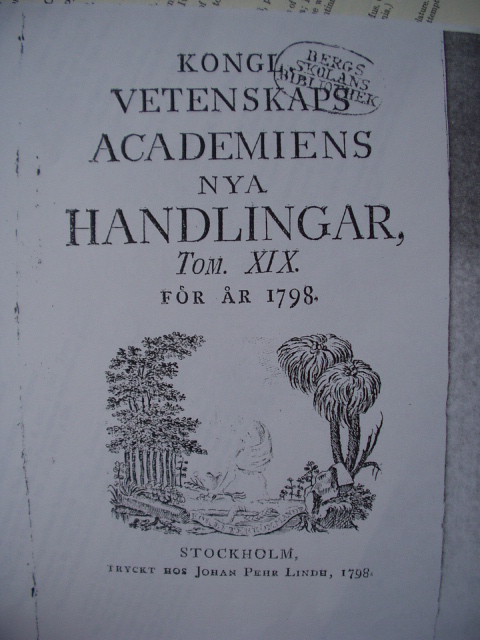 KONGL.
VETENSKAPS
ACADEMIENS
NYA
HANDLINGAR,
TOM. XIX.
FÖR ÅR 1798.
BERGS
SKOLANS
BIBLIOTHEK
STOCKHOLM,
TRYCKT HOS JOHAN PEHR LINDH, 1798.